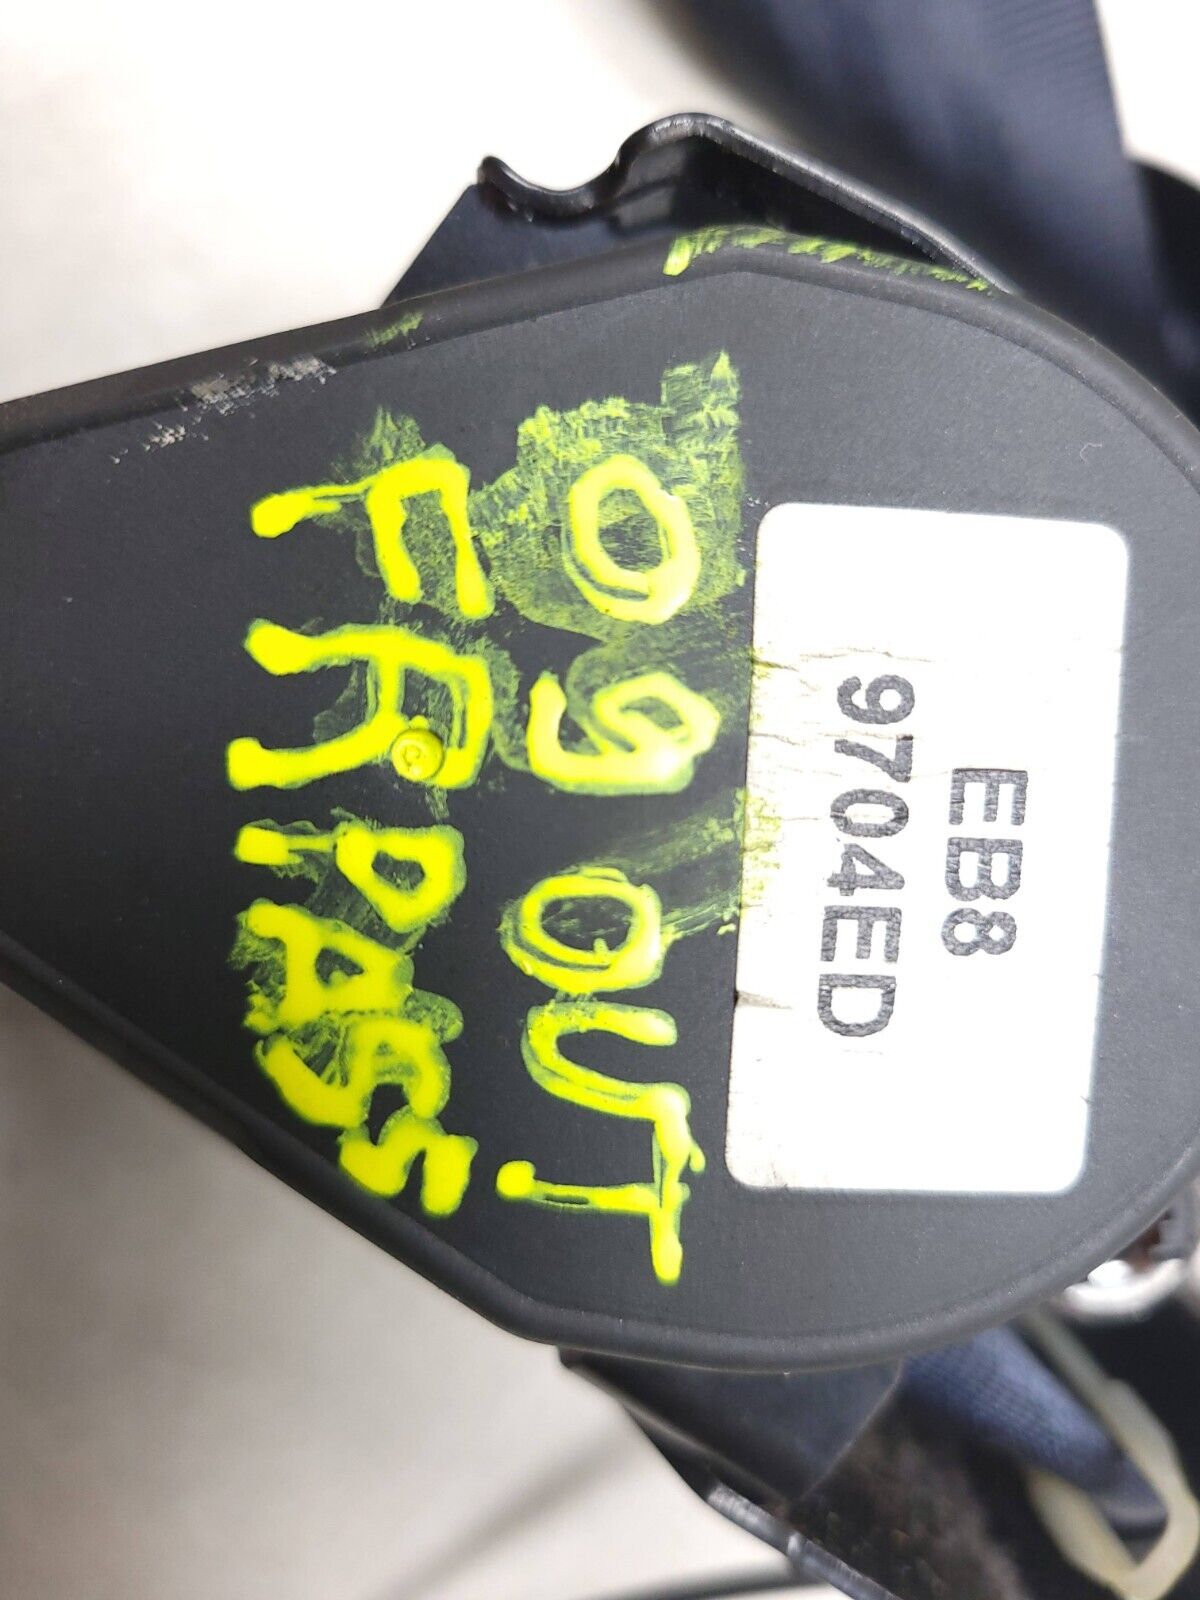 EB8
9704ED
09 OUT
FR PASS